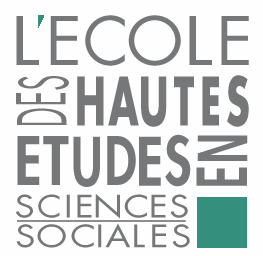 L'ECOLE
DES HAUTES
ETUDES EN
SCIENCES
SOCIALES